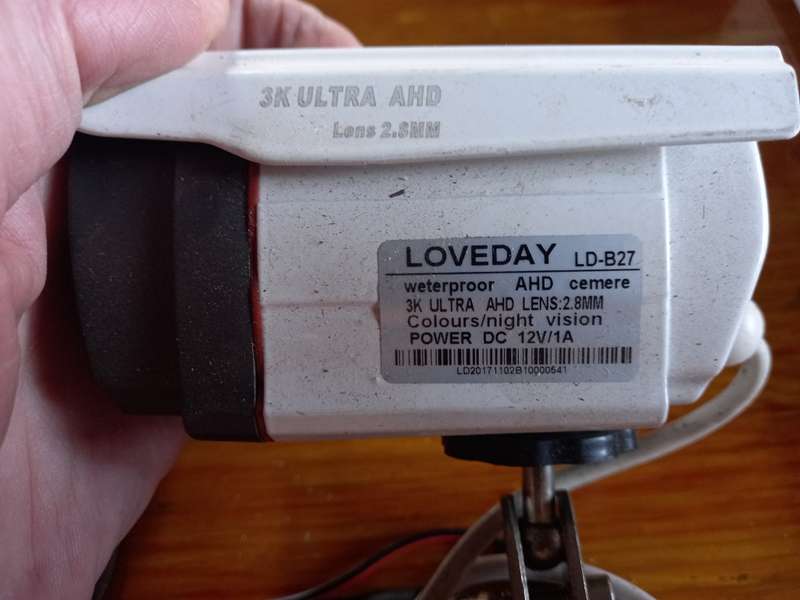 3K ULTRA AHD
Lens 2.8MM
LOVEDAY LD-B27
weterproor AHD cemere
3K ULTRA AHD LENS:2.8MM
Colours/night vision
POWER DC 12V/1A
LD20171102B10000541